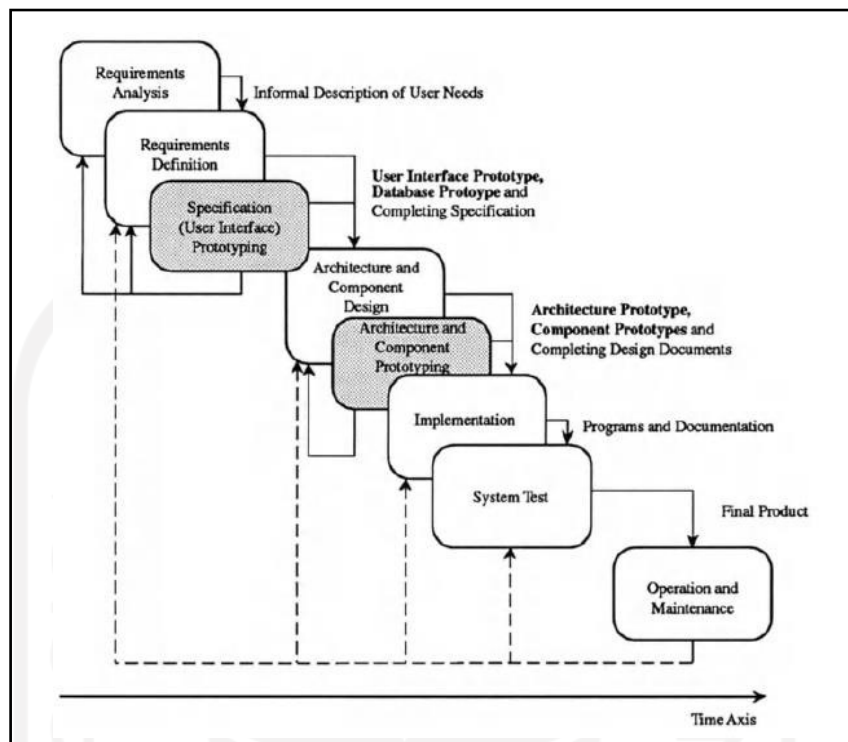 Requirements
Analysis
Informal Description of User Needs
Requirements
Definition
User Interface Prototype,
Database Protoype and
Completing Specification
Specification
(User Interface)
Prototyping
Architecture and
Component
Design
Architecture Prototype,
Component Prototypes and
Completing Design Documents
Architecture and
Component
Prototyping
Implementation
Programs and Documentation
System Test
Final Product
Operation and
Maintenance
Time Axis